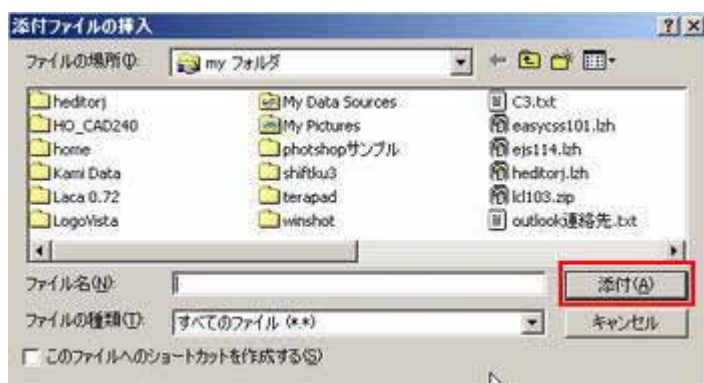 添付ファイルの挿入
ファイルの場所(I):
my フォルダ
heditorj
HO_CAD240
home
Kami Data
Laca 0.72
LogoVista
My Data Sources
My Pictures
photshopサンプル
shiftku3
terapad
winshot
C3.txt
easycss101.lzh
ejs114.lzh
heditorj.lzh
lcl103.zip
outlook連絡先.txt
ファイル名(N):
添付(A)
ファイルの種類(T):
すべてのファイル (*.*)
キャンセル
このファイルへのショートカットを作成する(S)